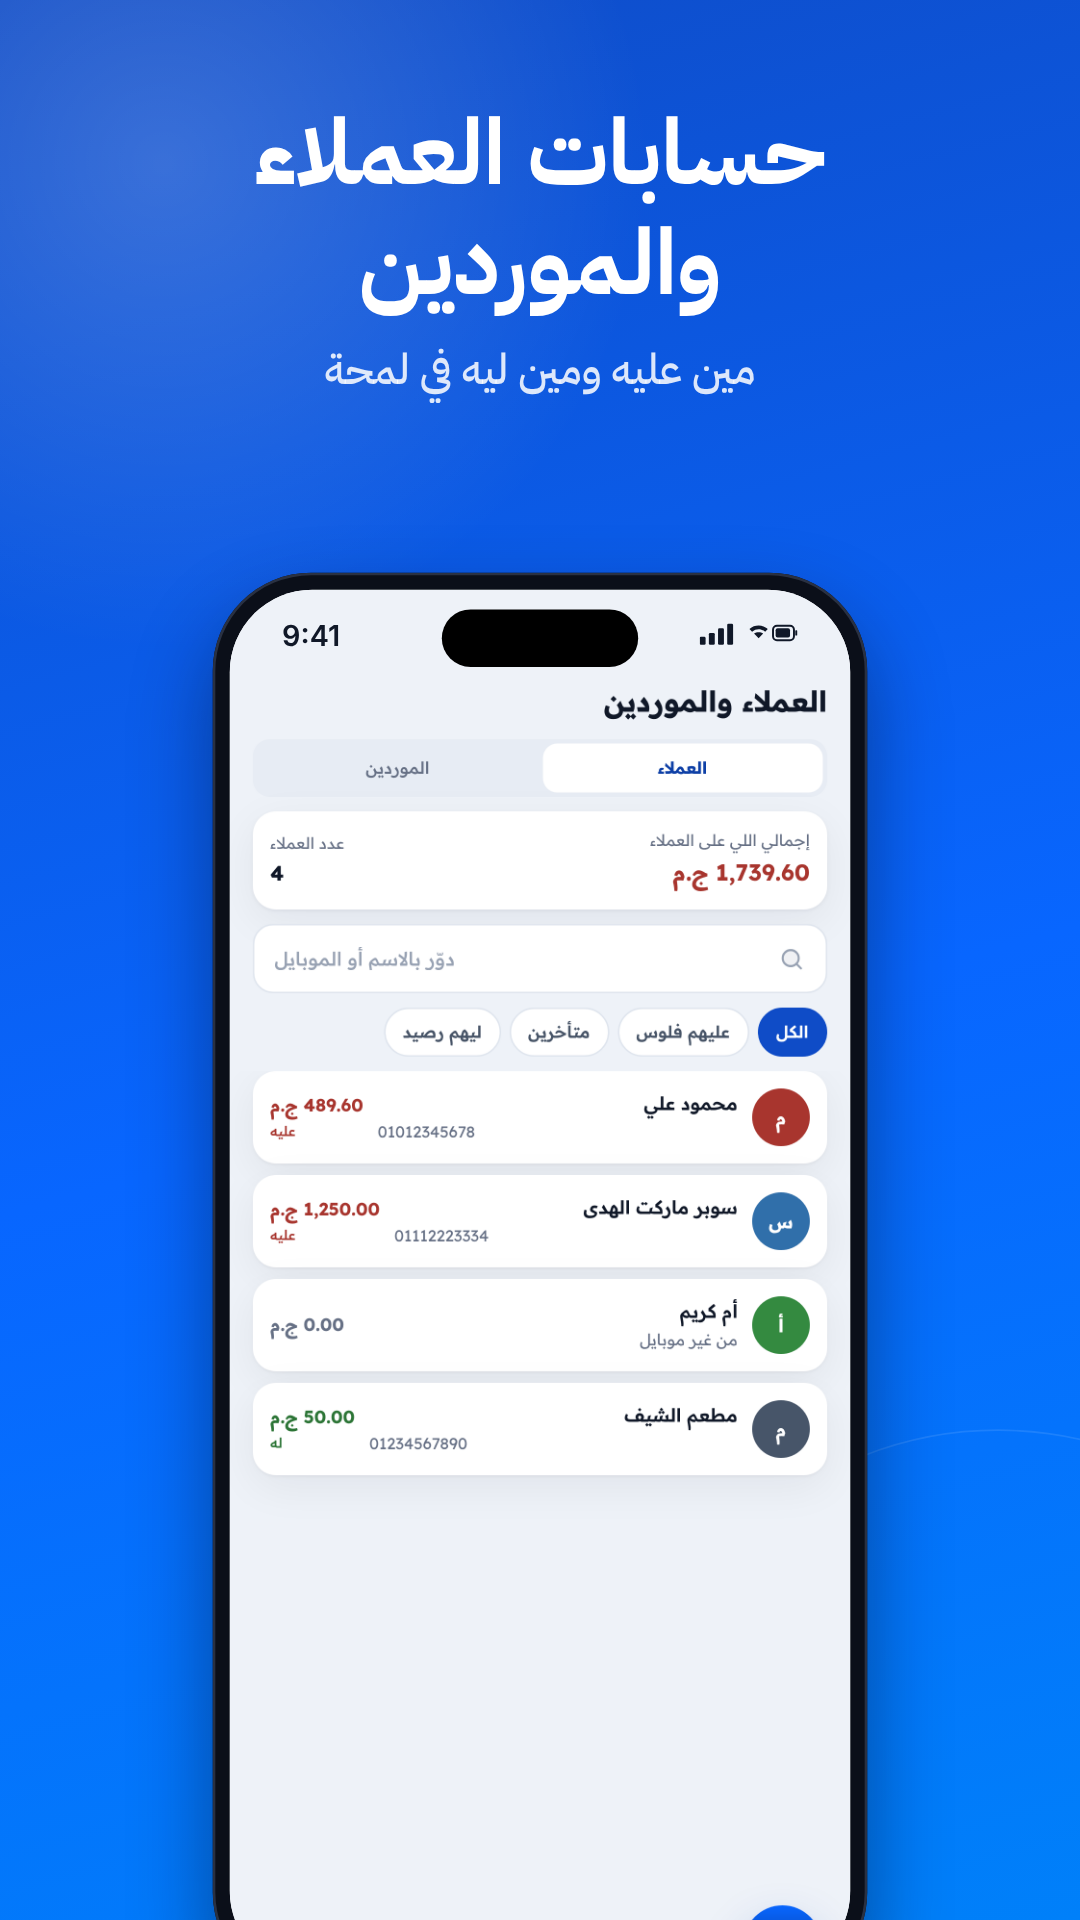 حسابات العملاء
والموردين
مين عليه ومين ليه في لمحة
9:41
العملاء والموردين
العملاء
الموردين
إجمالي اللي على العملاء
1,739.60 ج.م
عدد العملاء
4
دوّر بالاسم أو الموبايل
الكل
عليهم فلوس
متأخرين
ليهم رصيد
م
محمود علي
01012345678
489.60 ج.م
عليه
س
سوبر ماركت الهدى
01112223334
1,250.00 ج.م
عليه
أ
أم كريم
من غير موبايل
0.00 ج.م
م
مطعم الشيف
01234567890
50.00 ج.م
له